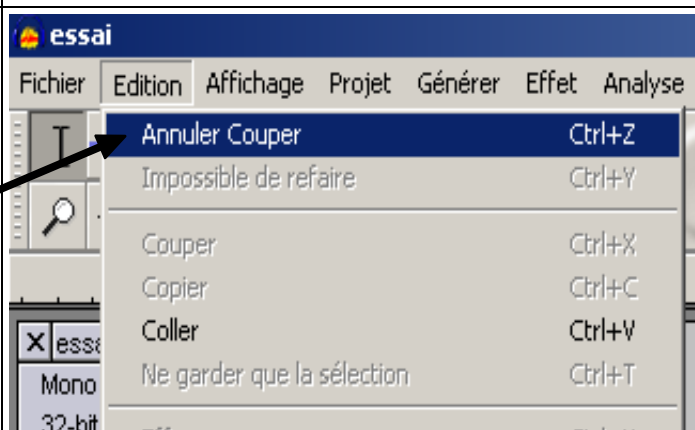 essai
Fichier Edition Affichage Projet Générer Effet Analyse
Annuler Couper Ctrl+Z
Impossible de refaire Ctrl+Y
Couper Ctrl+X
Copier Ctrl+C
Coller Ctrl+V
Ne garder que la sélection Ctrl+T
X
Mono
32-bit